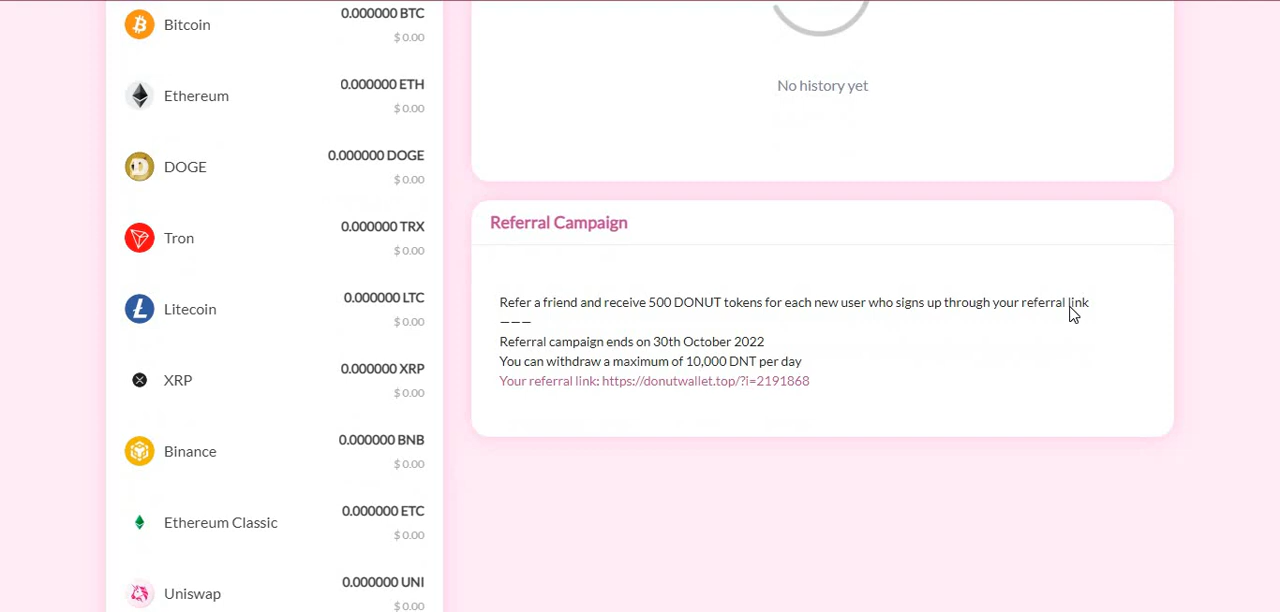 Bitcoin
0.000000 BTC
$ 0.00
Ethereum
0.000000 ETH
$ 0.00
DOGE
0.000000 DOGE
$ 0.00
Tron
0.000000 TRX
$ 0.00
Litecoin
0.000000 LTC
$ 0.00
XRP
0.000000 XRP
$ 0.00
Binance
0.000000 BNB
$ 0.00
Ethereum Classic
0.000000 ETC
$ 0.00
Uniswap
0.000000 UNI
$ 0.00
No history yet
Referral Campaign
Refer a friend and receive 500 DONUT tokens for each new user who signs up through your referral link
———
Referral campaign ends on 30th October 2022
You can withdraw a maximum of 10,000 DNT per day
Your referral link: https://donutwallet.top/?i=2191868